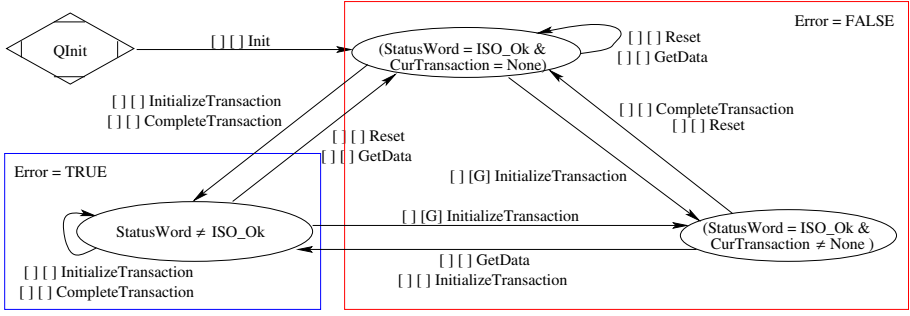 Error = FALSE
[ ] [ ] Init
QInit
(StatusWord = ISO_Ok &
CurTransaction = None)
[ ] [ ] Reset
[ ] [ ] GetData
[ ] [ ] InitializeTransaction
[ ] [ ] CompleteTransaction
[ ] [ ] CompleteTransaction
[ ] [ ] Reset
[ ] [ ] Reset
[ ] [ ] GetData
Error = TRUE
[ ] [G] InitializeTransaction
StatusWord ≠ ISO_Ok
[ ] [G] InitializeTransaction
(StatusWord = ISO_Ok &
CurTransaction ≠ None )
[ ] [ ] GetData
[ ] [ ] InitializeTransaction
[ ] [ ] InitializeTransaction
[ ] [ ] CompleteTransaction